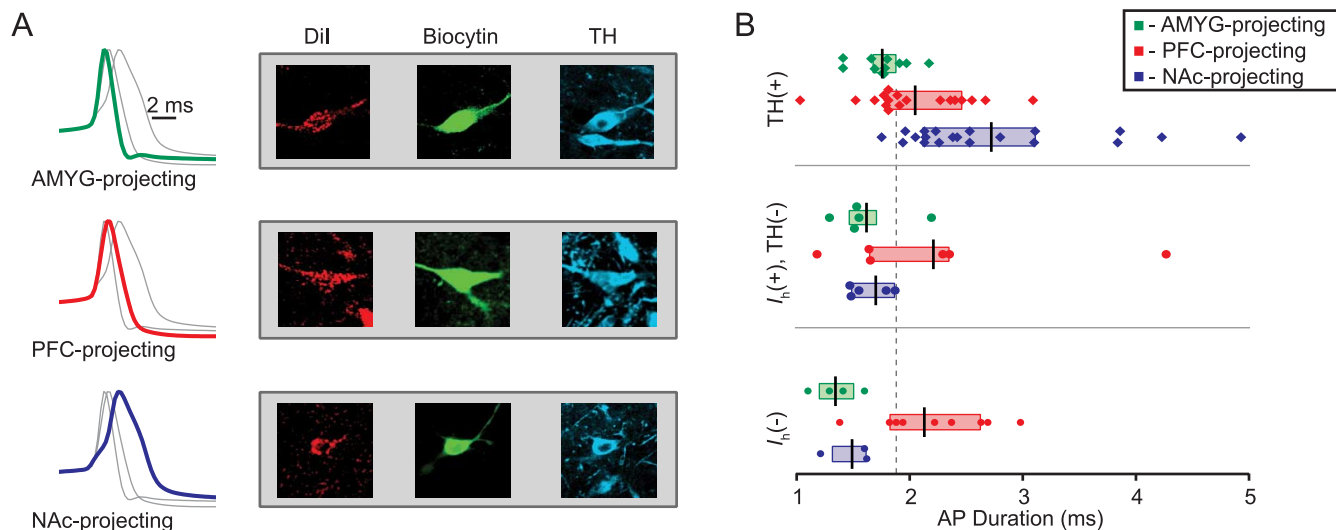 A
DiI
Biocytin
TH
2 ms
AMYG-projecting
PFC-projecting
NAc-projecting
B
- AMYG-projecting
- PFC-projecting
- NAc-projecting
TH(+)
Ih(+), TH(-)
Ih(-)
1 2 3 4 5
AP Duration (ms)